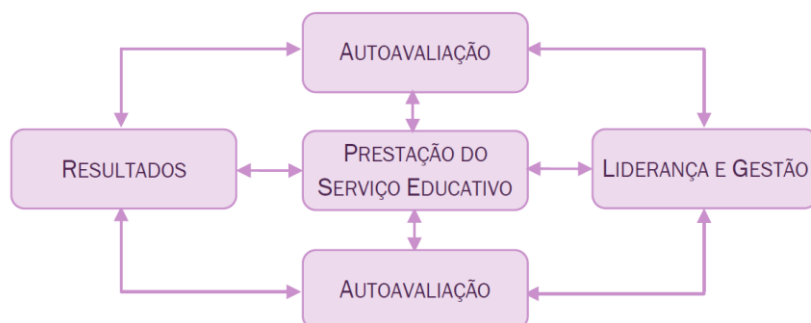 AUTOAVALIAÇÃO
RESULTADOS
PRESTAÇÃO DO
SERVIÇO EDUCATIVO
LIDERANÇA E GESTÃO
AUTOAVALIAÇÃO